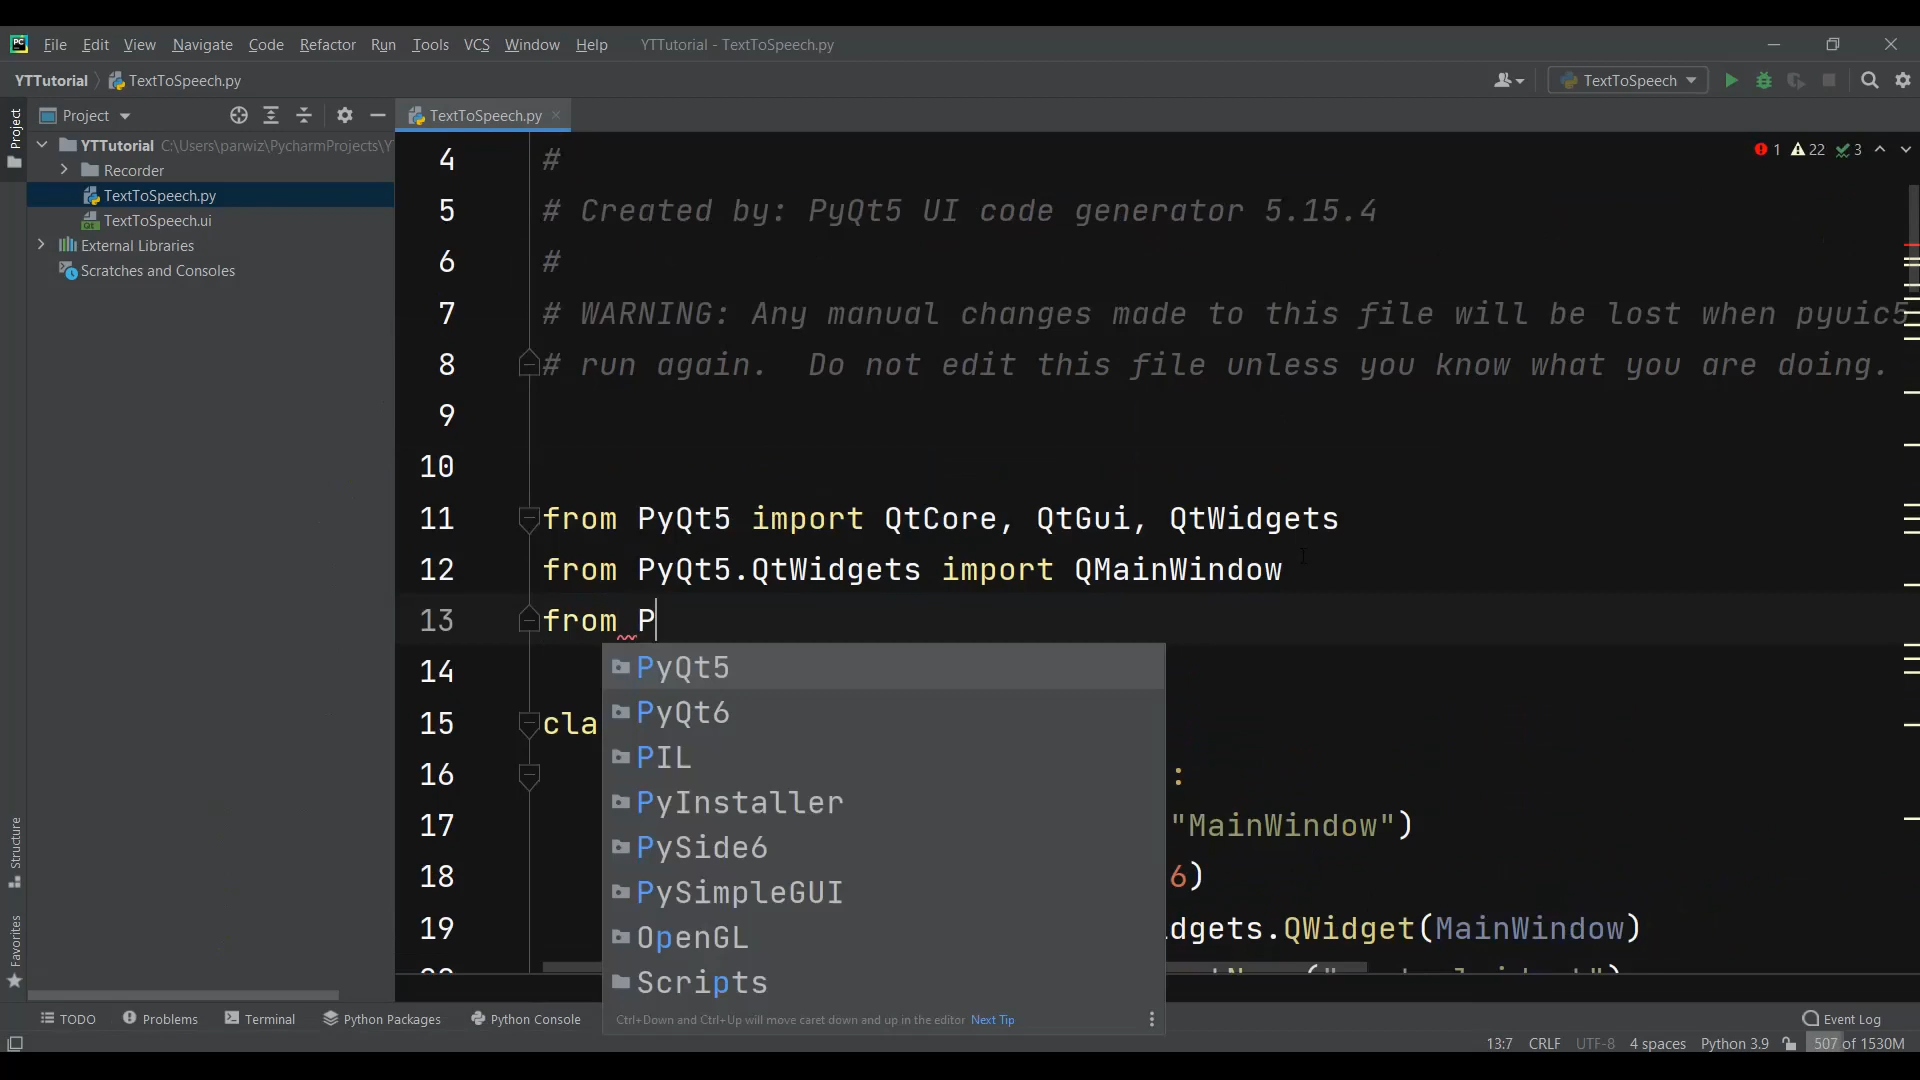 PC File Edit View Navigate Code Refactor Run Tools VCS Window Help YTTutorial - TextToSpeech.py
YTTutorial TextToSpeech.py TextToSpeech
Project Project TextToSpeech.py
YTTutorial C:\Users\parwiz\PycharmProjects\Y
Recorder
TextToSpeech.py
TextToSpeech.ui
External Libraries
Scratches and Consoles
1 22 3
4 #
5 # Created by: PyQt5 UI code generator 5.15.4
6 #
7 # WARNING: Any manual changes made to this file will be lost when pyuic5
8 # run again.  Do not edit this file unless you know what you are doing.
9
10
11 from PyQt5 import QtCore, QtGui, QtWidgets
12 from PyQt5.QtWidgets import QMainWindow
13 from P
14
15 cla
16 :
17 "MainWindow")
18 6)
19 dgets.QWidget(MainWindow)
PyQt5
PyQt6
PIL
PyInstaller
PySide6
PySimpleGUI
OpenGL
Scripts
Ctrl+Down and Ctrl+Up will move caret down and up in the editor Next Tip
Structure
Favorites
TODO Problems Terminal Python Packages Python Console Event Log
13:7 CRLF UTF-8 4 spaces Python 3.9 507 of 1530M